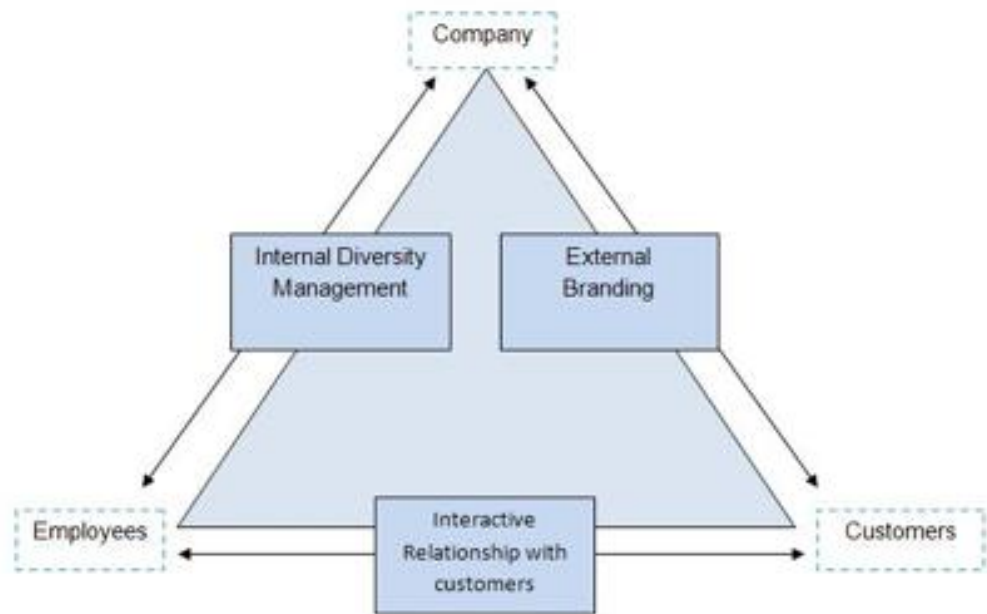 Company
Internal Diversity
Management
External
Branding
Employees
Interactive
Relationship with
customers
Customers